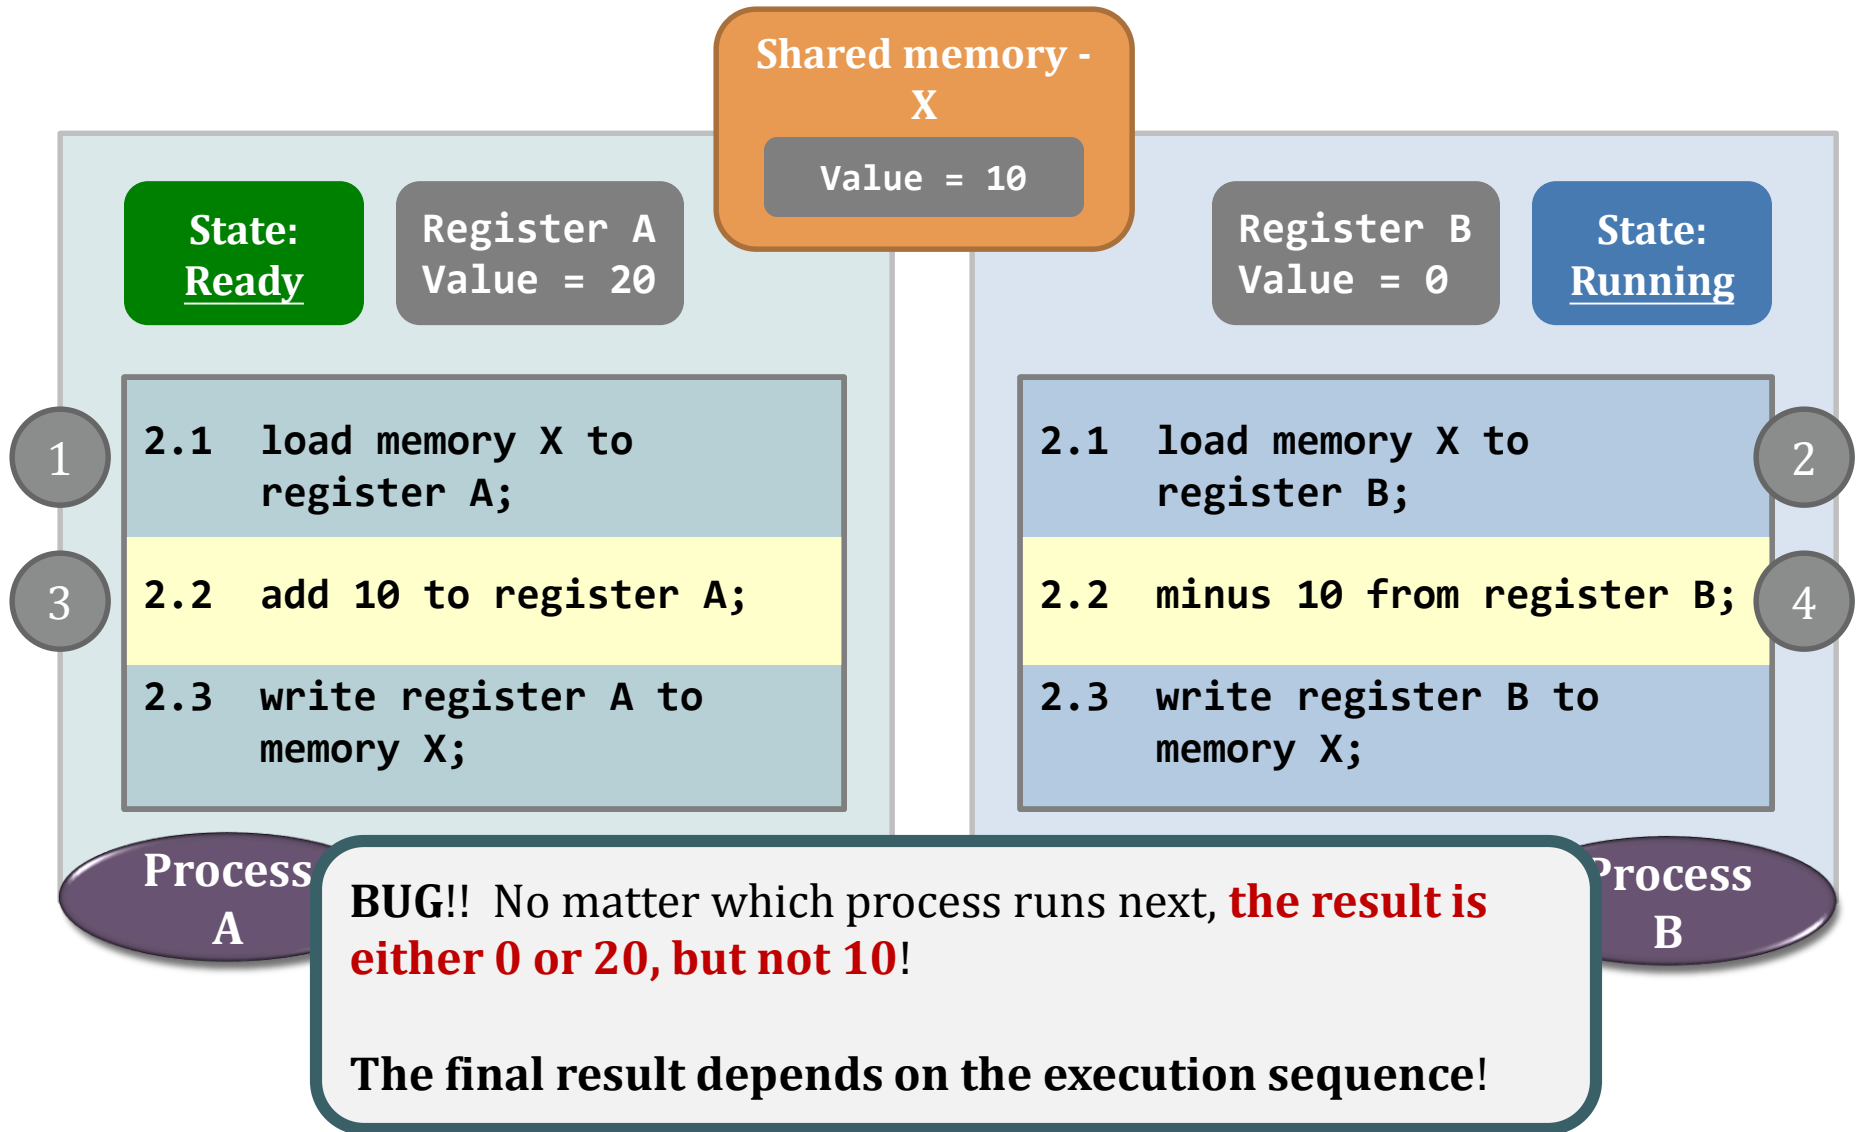 Shared memory -
X
Value = 10
State:
Ready
Register A
Value = 20
Register B
Value = 0
State:
Running
1
2.1 load memory X to
register A;
3
2.2 add 10 to register A;
2.3 write register A to
memory X;
2.1 load memory X to
register B;
2
2.2 minus 10 from register B;
4
2.3 write register B to
memory X;
Process
A
Process
B
BUG!! No matter which process runs next, the result is
either 0 or 20, but not 10!
The final result depends on the execution sequence!